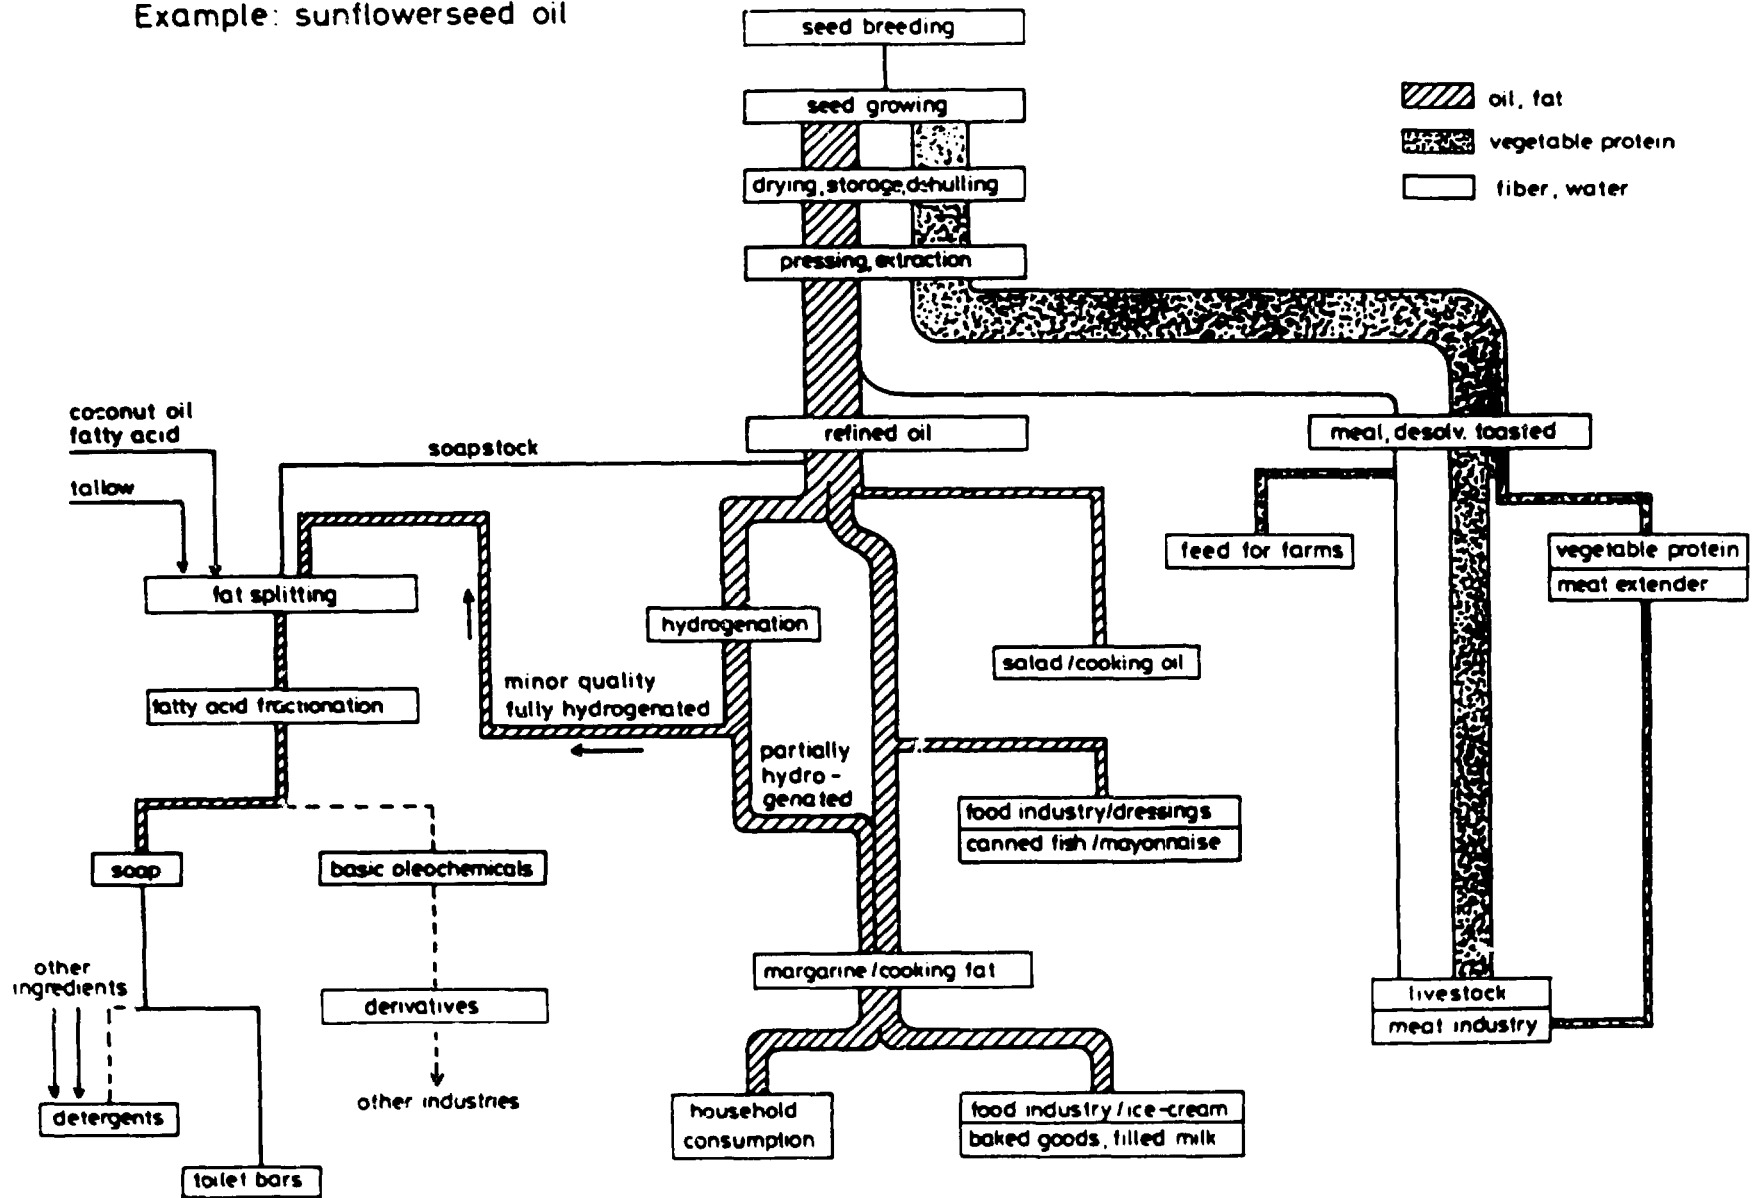 Example: sunflowerseed oil
seed breeding
seed growing
oil, fat
vegetable protein
fiber, water
drying, storage, dehulling
pressing, extraction
coconut oil
fatty acid
tallow
soapstock
refined oil
meal, desolv. toasted
feed for farms
vegetable protein
meat extender
fat splitting
hydrogenation
salad/cooking oil
minor quality
fully hydrogenated
fatty acid fractionation
partially
hydro-
genated
food industry/dressings
canned fish/mayonnaise
soap
basic oleochemicals
other
ingredients
margarine/cooking fat
derivatives
livestock
meat industry
detergents
other industries
household
consumption
food industry/ice-cream
baked goods, filled milk
toilet bars